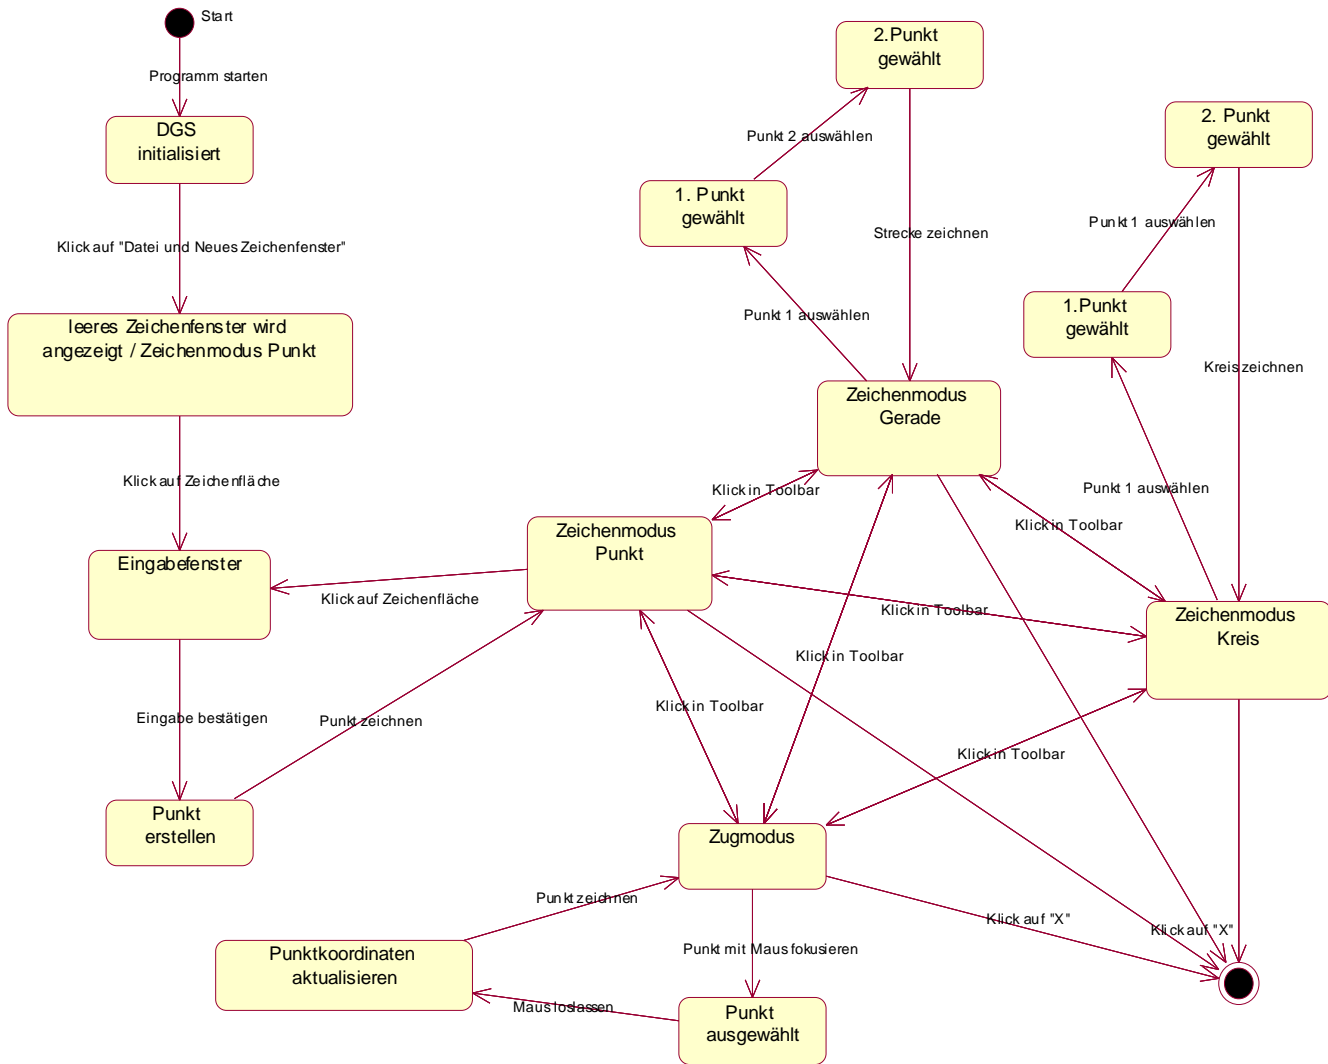 Start
Programm starten
DGS
initialisiert
Klick auf "Datei und Neues Zeichenfenster"
leeres Zeichenfenster wird
angezeigt / Zeichenmodus Punkt
Klick auf Zeichenfläche
Eingabefenster
Klick auf Zeichenfläche
Eingabe bestätigen
Punkt zeichnen
Punkt
erstellen
2.Punkt
gewählt
Punkt 2 auswählen
1. Punkt
gewählt
Strecke zeichnen
Punkt 1 auswählen
Zeichenmodus
Gerade
2. Punkt
gewählt
Punkt 1 auswählen
1.Punkt
gewählt
Kreis zeichnen
Punkt 1 auswählen
Klick in Toolbar
Klick in Toolbar
Zeichenmodus
Punkt
Klick in Toolbar
Zeichenmodus
Kreis
Klick in Toolbar
Klick in Toolbar
Klick in Toolbar
Zugmodus
Punkt zeichnen
Klick auf "X"
Klick auf "X"
Punkt mit Maus fokusieren
Punktkoordinaten
aktualisieren
Maus loslassen
Punkt
ausgewählt